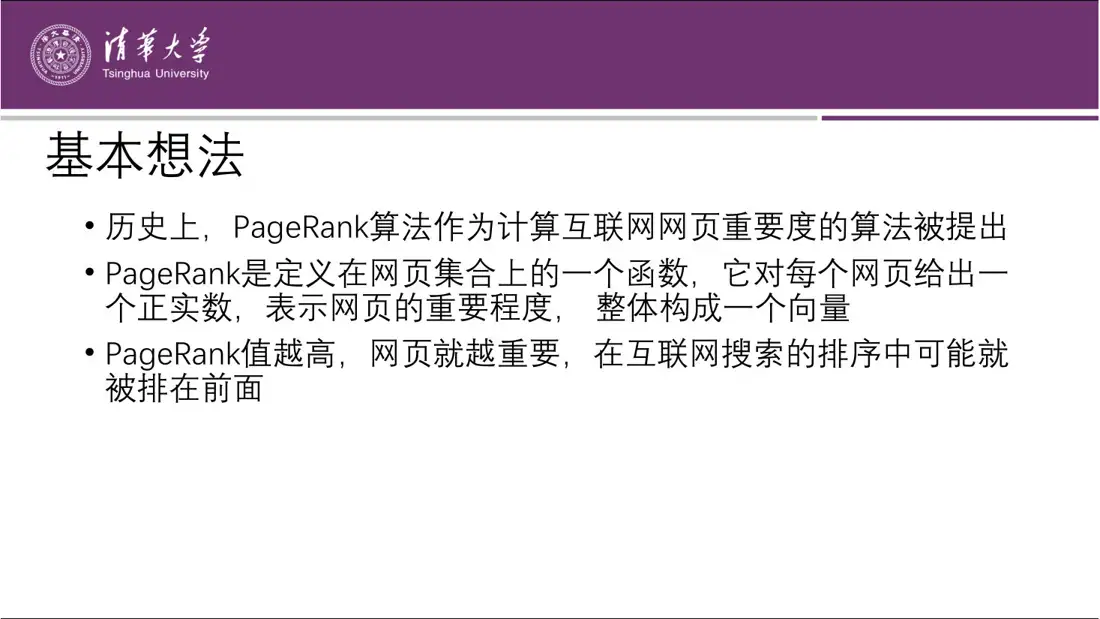 清华大学
Tsinghua University
基本想法
• 历史上，PageRank算法作为计算互联网网页重要度的算法被提出
• PageRank是定义在网页集合上的一个函数，它对每个网页给出一
个正实数，表示网页的重要程度， 整体构成一个向量
• PageRank值越高，网页就越重要，在互联网搜索的排序中可能就
被排在前面